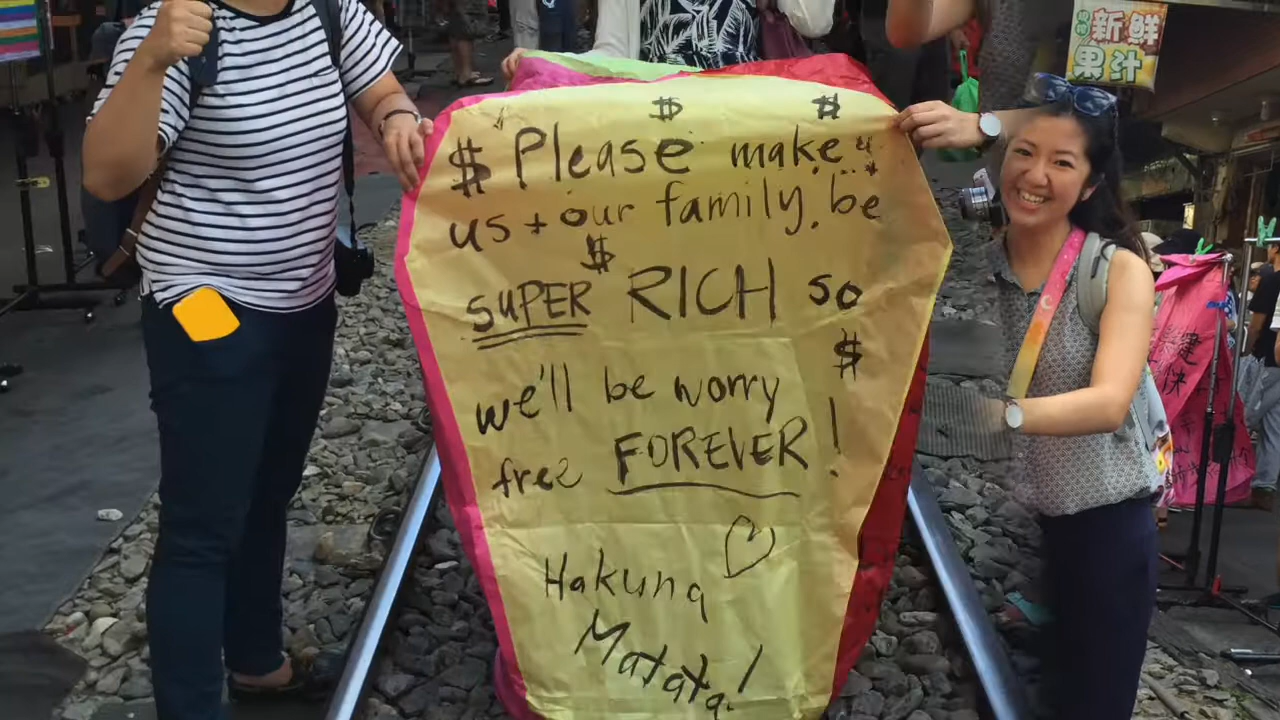 新鮮
果汁
$ $
$ Please make
us + our family, be
$
SUPER RICH so
$
we'll be worry
free FOREVER!
Hakuna
Matata!